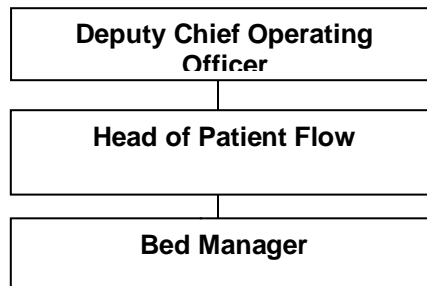 Deputy Chief Operating
Officer
Head of Patient Flow
Bed Manager